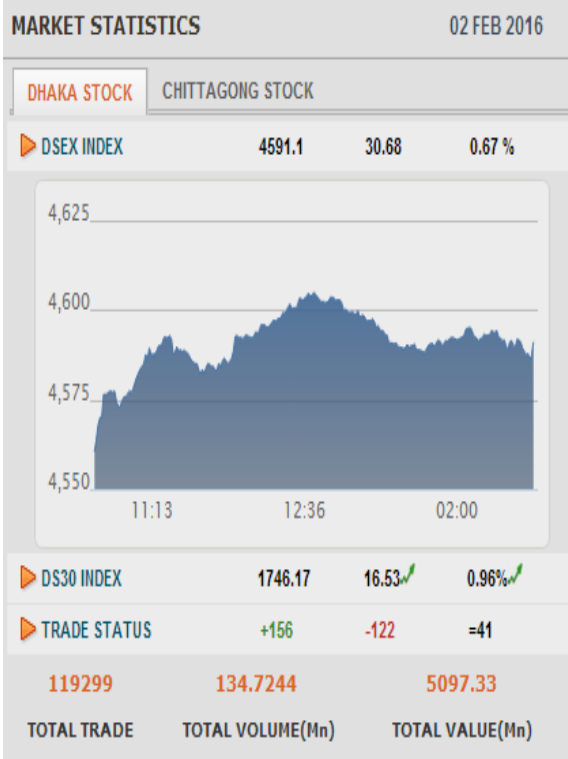 MARKET STATISTICS 02 FEB 2016
DHAKA STOCK CHITTAGONG STOCK
DSEX INDEX 4591.1 30.68 0.67 %
4,625
4,600
4,575
4,550
11:13 12:36 02:00
DS30 INDEX 1746.17 16.53 0.96%
TRADE STATUS +156 -122 =41
119299 134.7244 5097.33
TOTAL TRADE TOTAL VOLUME(Mn) TOTAL VALUE(Mn)